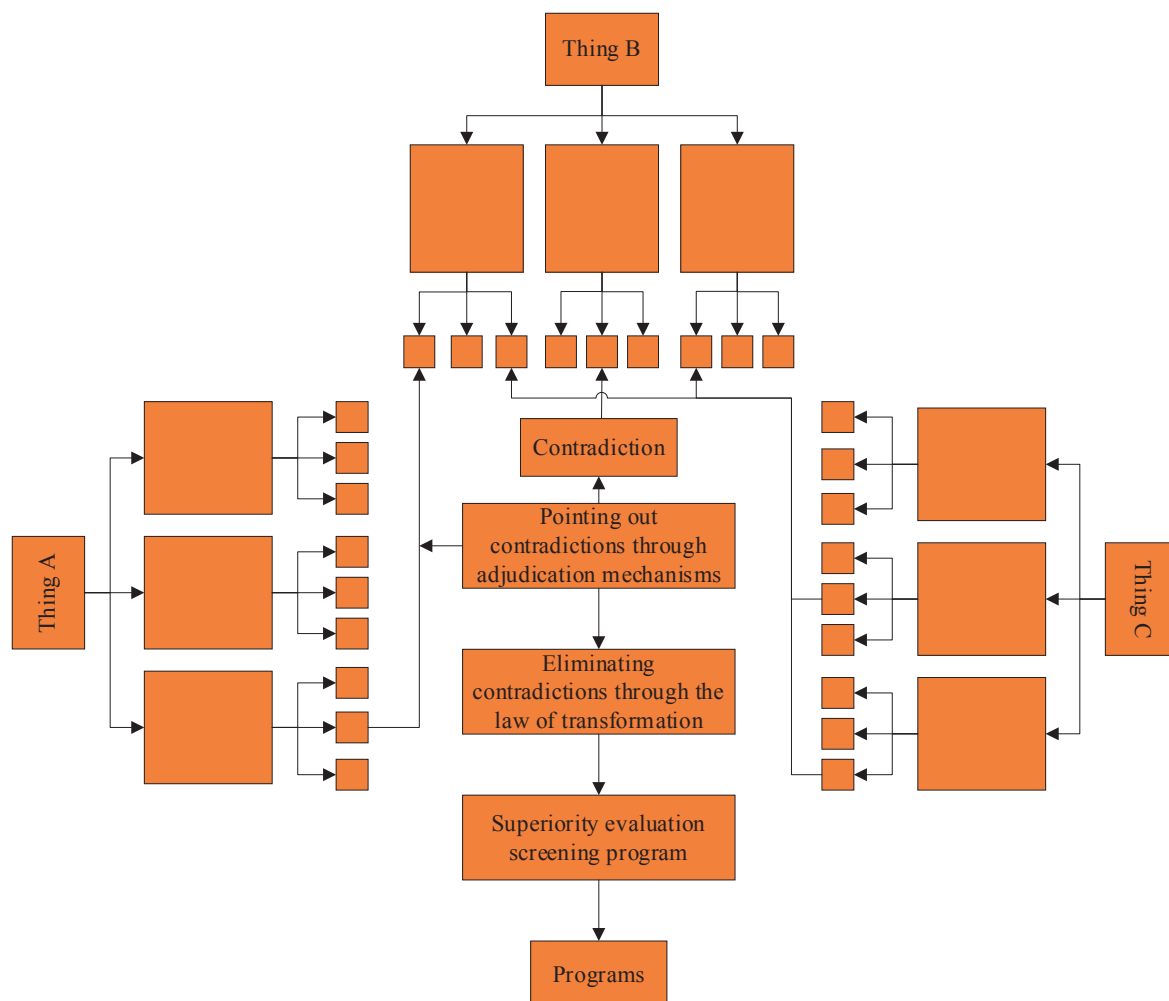 Thing B
Contradiction
Pointing out
contradictions through
adjudication mechanisms
Thing A
Thing C
Eliminating
contradictions through the
law of transformation
Superiority evaluation
screening program
Programs